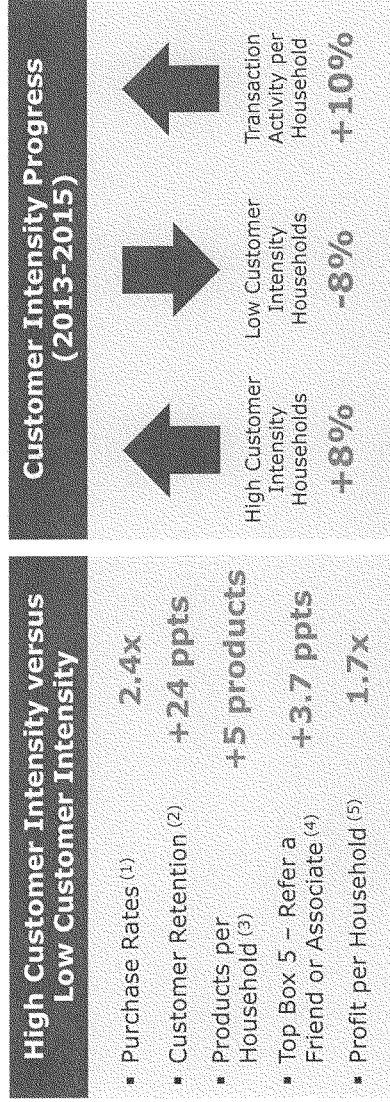 High Customer Intensity versus
Low Customer Intensity
▪ Purchase Rates (1) 2.4x
▪ Customer Retention (2) +24 ppts
▪ Products per
Household (3) +5 products
▪ Top Box 5 – Refer a
Friend or Associate (4) +3.7 ppts
▪ Profit per Household (5) 1.7x
Customer Intensity Progress
(2013-2015)
High Customer
Intensity
Households
+8%
Low Customer
Intensity
Households
-8%
Transaction
Activity per
Household
+10%